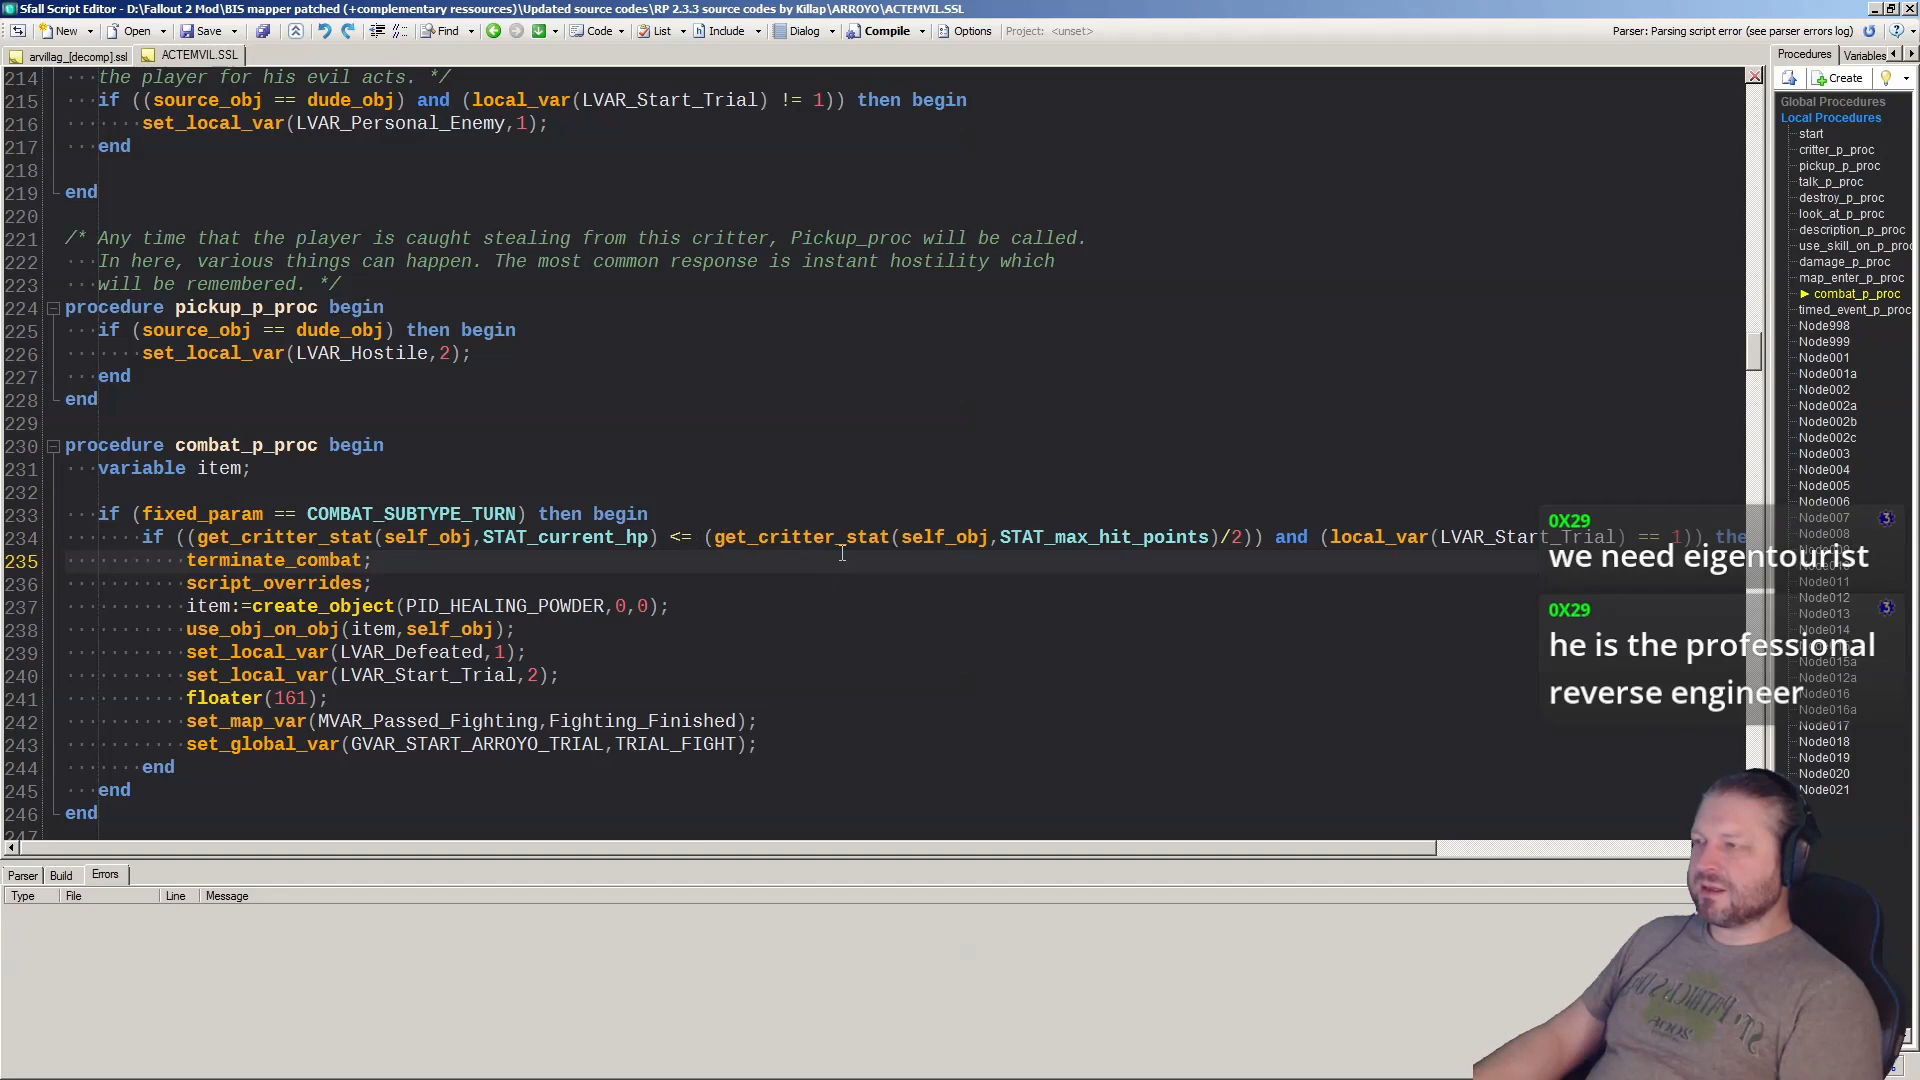 Sfall Script Editor - D:\Fallout 2 Mod\BIS mapper patched (+complementary ressources)\Updated source codes\RP 2.3.3 source codes by Killap\ARROYO\ACTEMVIL.SSL
New Open Save Find Code List Include Dialog Compile Options Project: <unset> Parser: Parsing script error (see parser errors log)
arvillag_[decomp].ssl ACTEMVIL.SSL
Procedures Variables
Create
214 the player for his evil acts. */
215 if ((source_obj == dude_obj) and (local_var(LVAR_Start_Trial) != 1)) then begin
216 set_local_var(LVAR_Personal_Enemy,1);
217 end
218
219 end
220
221 /* Any time that the player is caught stealing from this critter, Pickup_proc will be called.
222 In here, various things can happen. The most common response is instant hostility which
223 will be remembered. */
224 procedure pickup_p_proc begin
225 if (source_obj == dude_obj) then begin
226 set_local_var(LVAR_Hostile,2);
227 end
228 end
229
230 procedure combat_p_proc begin
231 variable item;
232
233 if (fixed_param == COMBAT_SUBTYPE_TURN) then begin
234 if ((get_critter_stat(self_obj,STAT_current_hp) <= (get_critter_stat(self_obj,STAT_max_hit_points)/2)) and (local_var(LVAR_Start_Trial) == 1)) the
235 terminate_combat;
236 script_overrides;
237 item:=create_object(PID_HEALING_POWDER,0,0);
238 use_obj_on_obj(item,self_obj);
239 set_local_var(LVAR_Defeated,1);
240 set_local_var(LVAR_Start_Trial,2);
241 floater(161);
242 set_map_var(MVAR_Passed_Fighting,Fighting_Finished);
243 set_global_var(GVAR_START_ARROYO_TRIAL,TRIAL_FIGHT);
244 end
245 end
246 end
247
Global Procedures
Local Procedures
start
critter_p_proc
pickup_p_proc
talk_p_proc
destroy_p_proc
look_at_p_proc
description_p_proc
use_skill_on_p_proc
damage_p_proc
map_enter_p_proc
combat_p_proc
timed_event_p_proc
Node998
Node999
Node001
Node001a
Node002
Node002a
Node002b
Node002c
Node003
Node004
Node005
Node006
Node007
Node008
Node011
Node012
Node013
Node014
Node015a
Node012a
Node016
Node016a
Node017
Node018
Node019
Node020
Node021
0X29
we need eigentourist
0X29
he is the professional
reverse engineer
Parser Build Errors
Type File Line Message